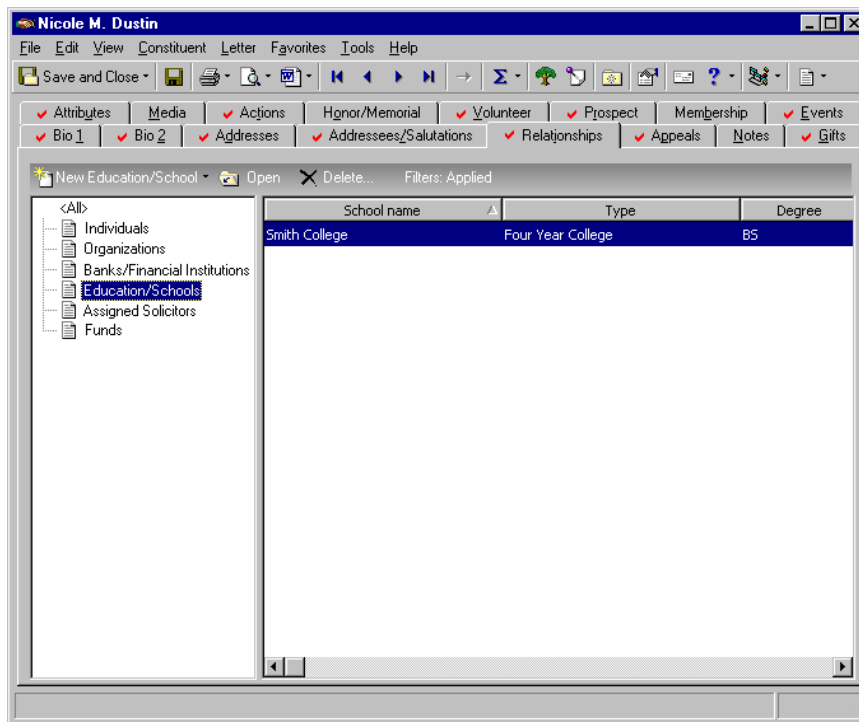 Nicole M. Dustin
File Edit View Constituent Letter Favorites Tools Help
Save and Close
Attributes Media Actions Honor/Memorial Volunteer Prospect Membership Events
Bio 1 Bio 2 Addresses Addressees/Salutations Relationships Appeals Notes Gifts
New Education/School Open Delete... Filters: Applied
<All> School name Type Degree
Individuals Smith College Four Year College BS
Organizations
Banks/Financial Institutions
Education/Schools
Assigned Solicitors
Funds